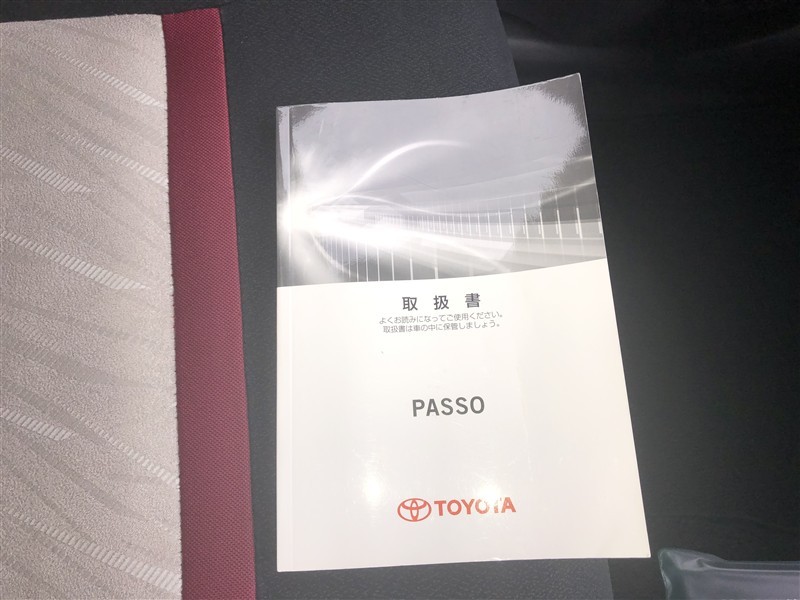 取扱書
よくお読みになってご使用ください。
取扱書は車の中に保管しましょう。
PASSO
TOYOTA